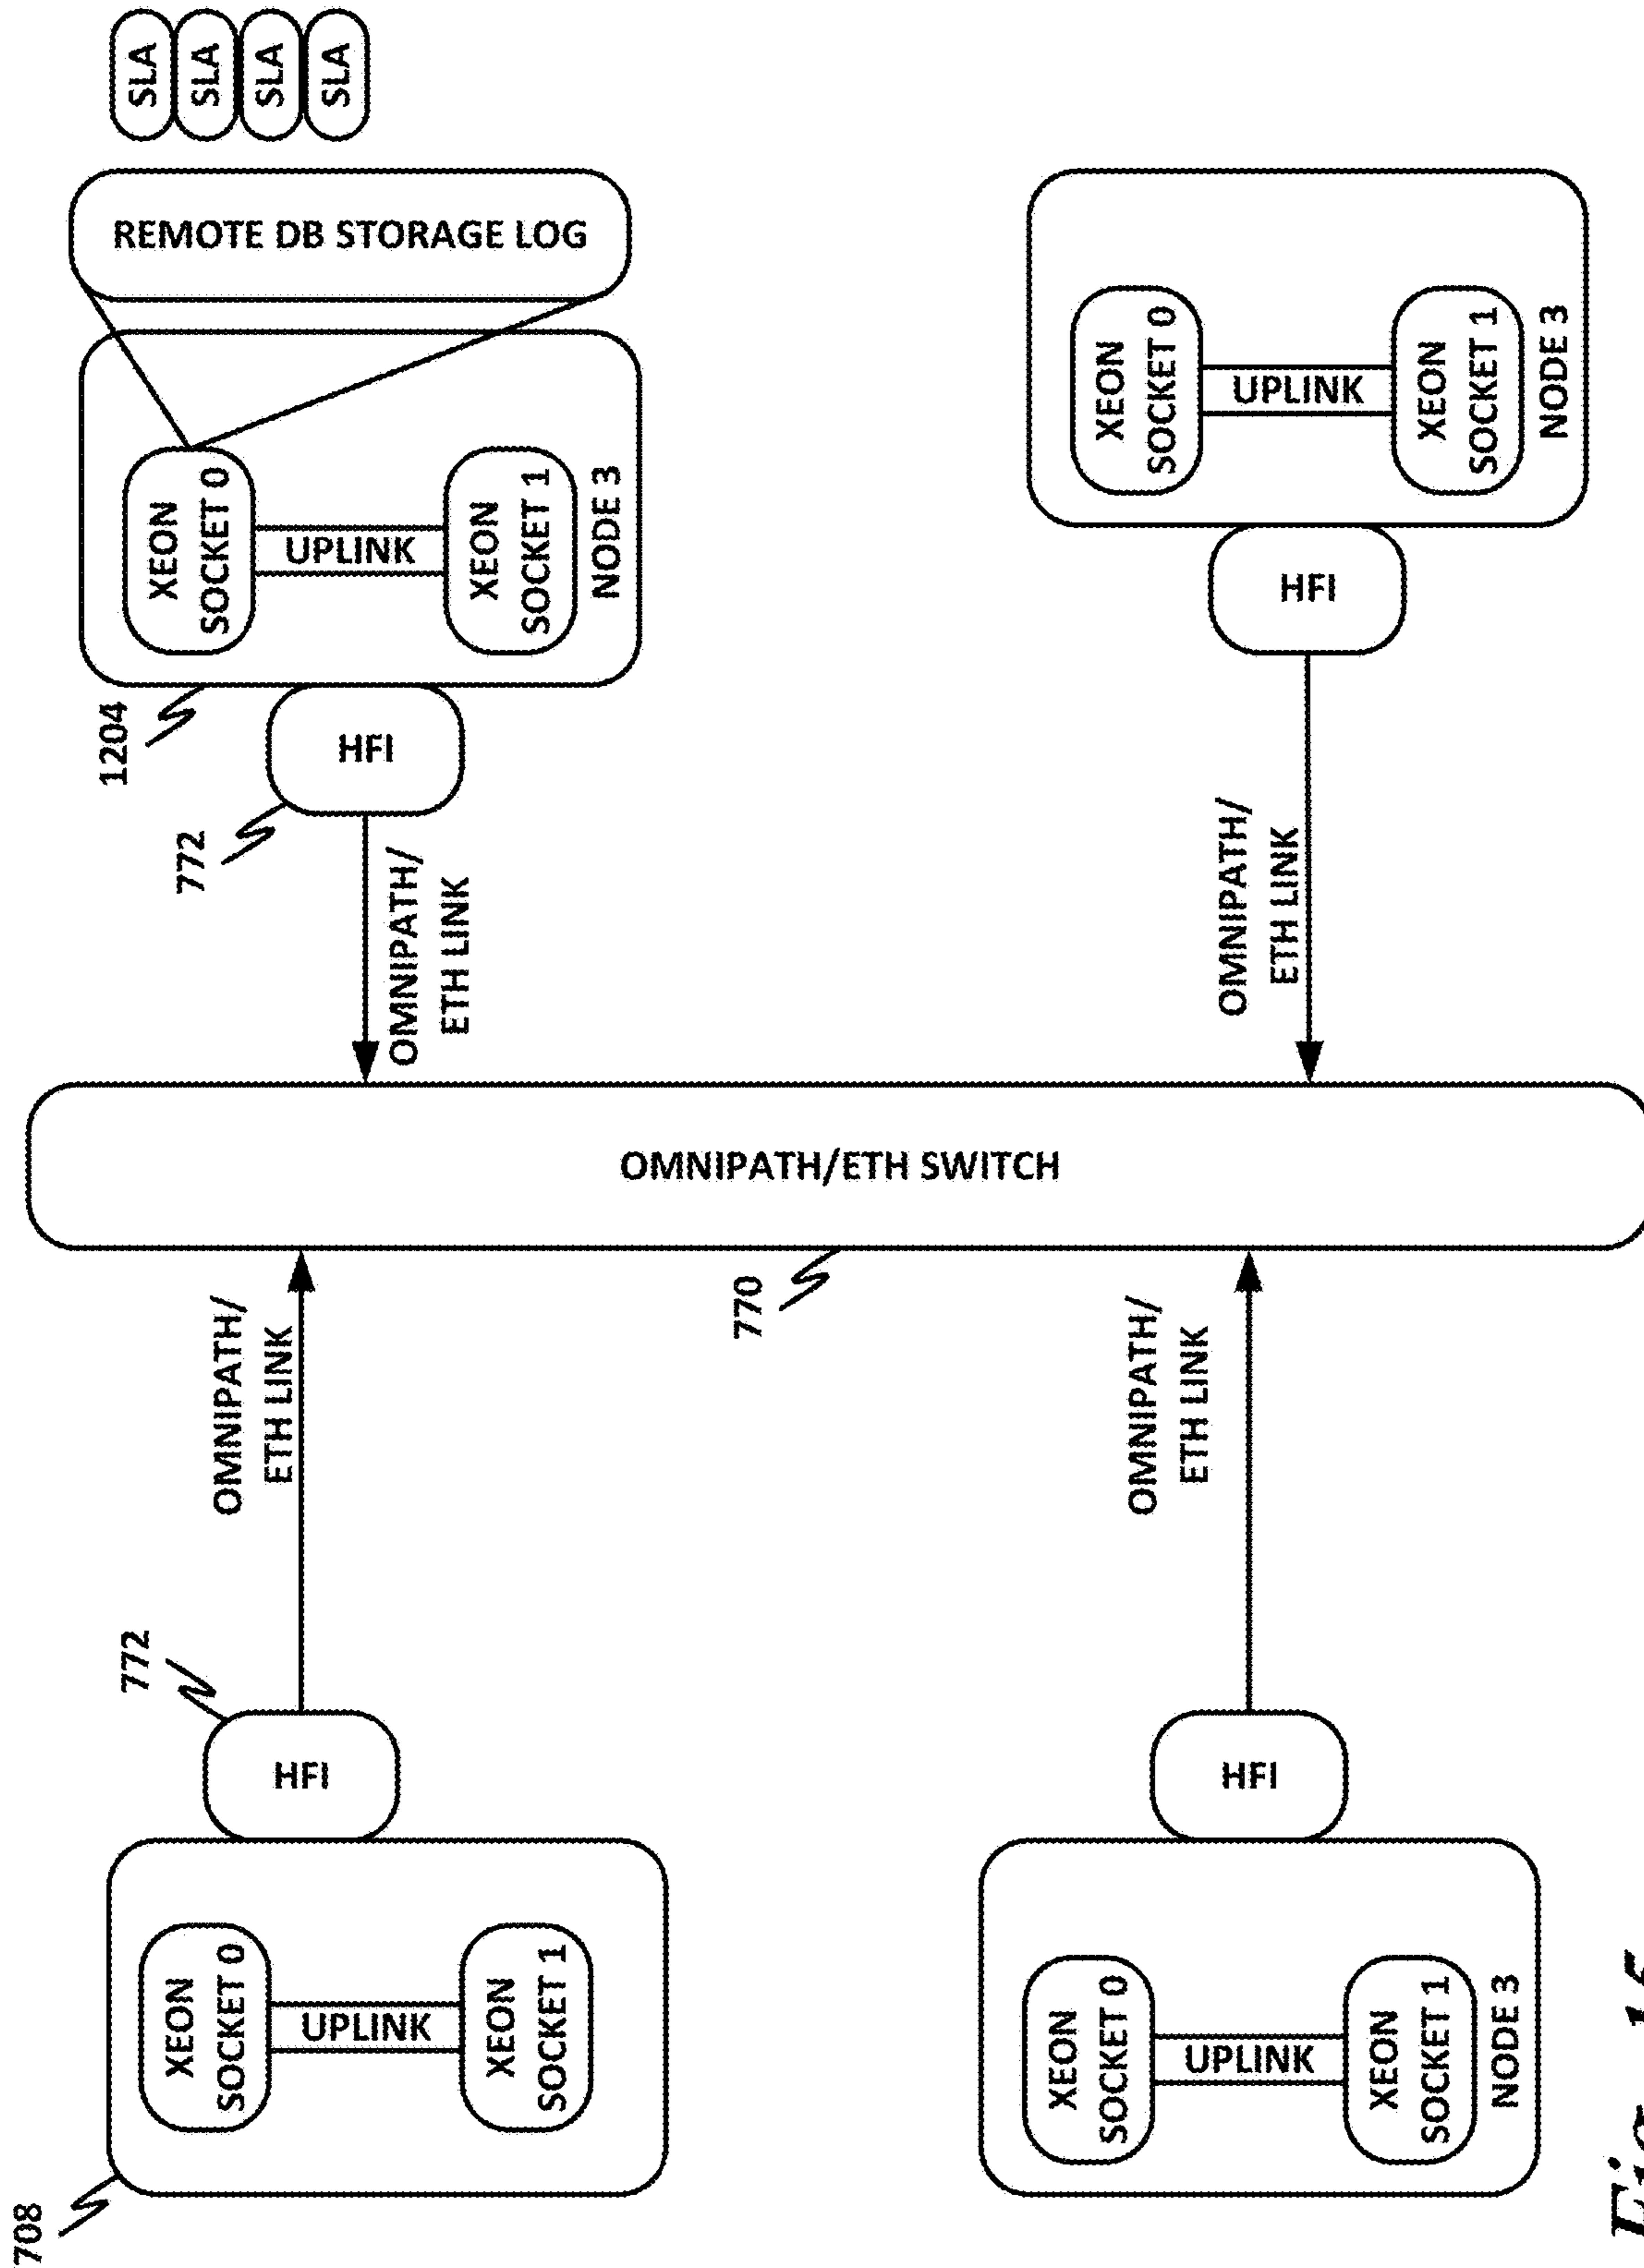 708
XEON
SOCKET 0
UPLINK
XEON
SOCKET 1
772
HFI
OMNIPATH/
ETH LINK
770
OMNIPATH/ETH SWITCH
OMNIPATH/
ETH LINK
772
HFI
1204
XEON
SOCKET 0
UPLINK
XEON
SOCKET 1
NODE 3
REMOTE DB STORAGE LOG
SLA
SLA
SLA
SLA
XEON
SOCKET 0
UPLINK
XEON
SOCKET 1
NODE 3
HFI
OMNIPATH/
ETH LINK
OMNIPATH/
ETH LINK
HFI
XEON
SOCKET 0
UPLINK
XEON
SOCKET 1
NODE 3
Fig. 15